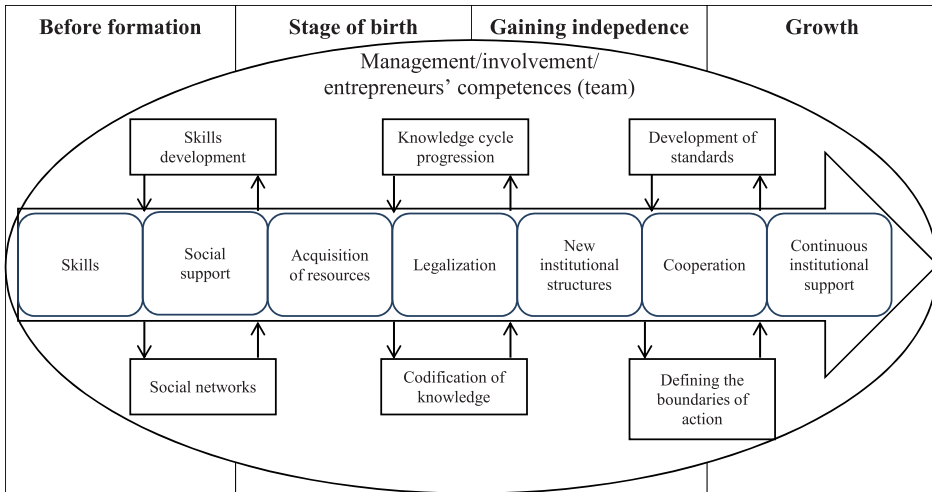 Before formation
Stage of birth
Gaining indepedence
Growth
Management/involvement/
entrepreneurs’ competences (team)
Skills
development
Knowledge cycle
progression
Development of
standards
Skills
Social
support
Acquisition
of resources
Legalization
New
institutional
structures
Cooperation
Continuous
institutional
support
Social networks
Codification of
knowledge
Defining the
boundaries of
action